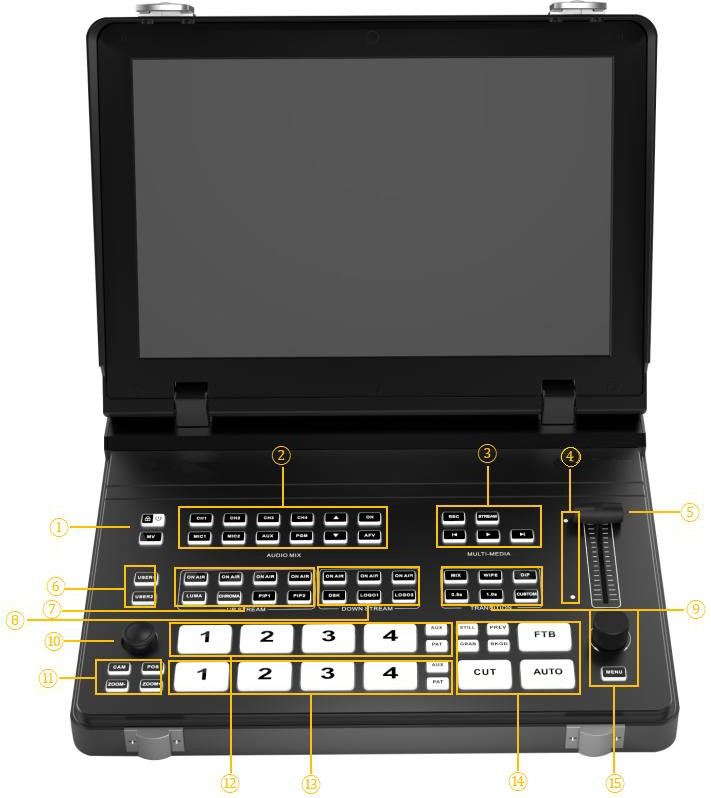 ② ③ ④
CH1 CH2 CH3 CH4 ▲ ON
REC STREAM
⑤
①
MV MIC1 MIC2 AUX PGM ▼ AFV
AUDIO MIX
MULTI-MEDIA
⑥
USER1 ON AIR ON AIR ON AIR ON AIR ON AIR ON AIR ON AIR MIX WIPE DIP
USER2 LUMA CHROMA PIP1 PIP2 DSK LOGO1 LOGO2 0.5s 1.0s CUSTOM
⑦
UP STREAM
DOWN STREAM
TRANSITION
⑨
⑧
⑩
1 2 3 4 AUX
PAT
STILL PREV
GRAB BKGD
FTB
⑪
CAM POS
ZOOM- ZOOM+
1 2 3 4 AUX
PAT
CUT AUTO
MENU
⑫ ⑬ ⑭ ⑮